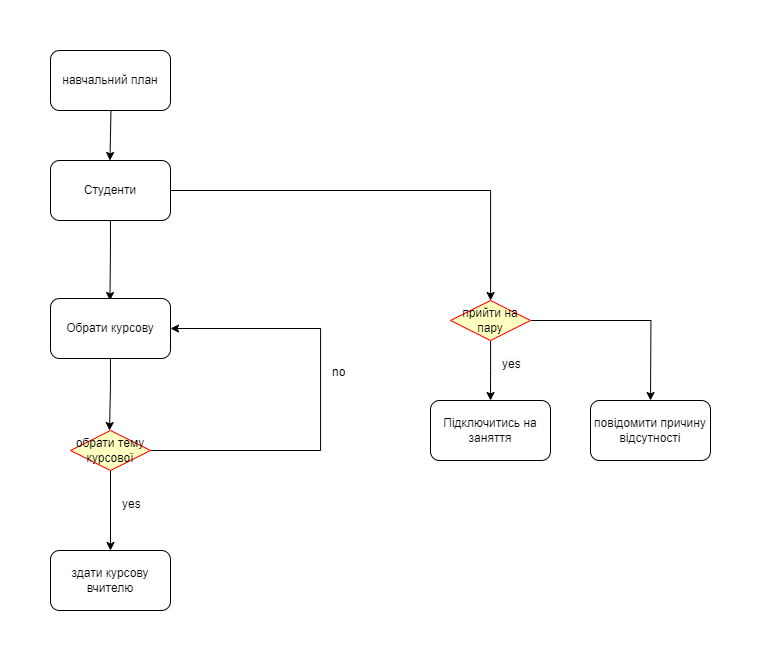 навчальний план
Студенти
Обрати курсову
no
обрати тему
курсової
yes
здати курсову
вчителю
прийти на
пару
yes
Підключитись на
заняття
повідомити причину
відсутності